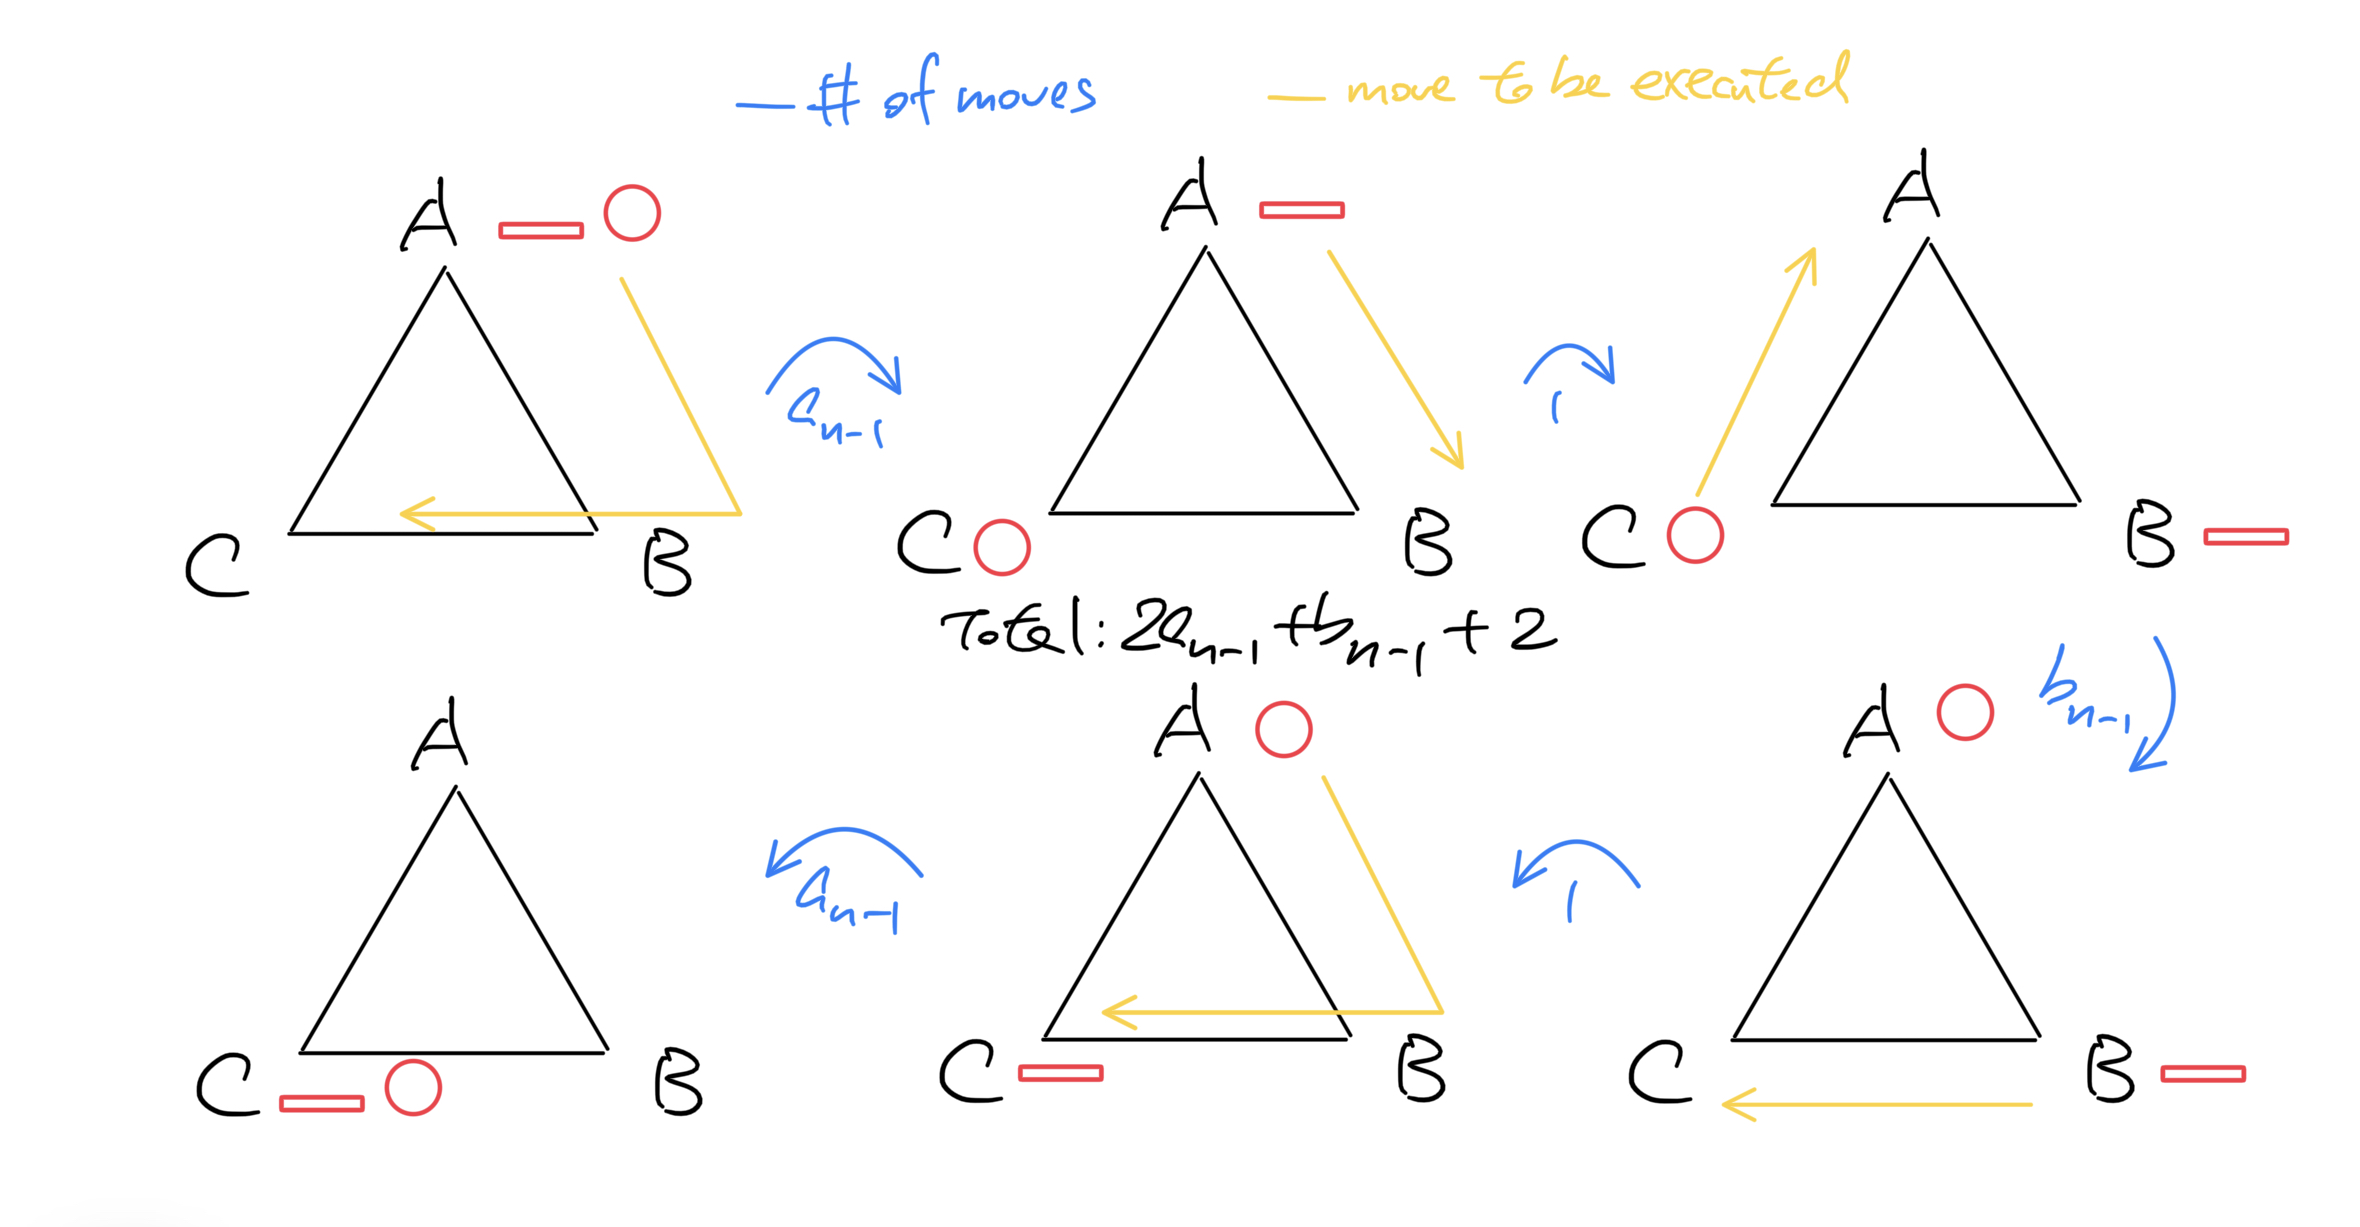 — # of moves — move to be executed
A A A
a_{n-1} 1
C B C B C B
Total: 2a_{n-1} + b_{n-1} + 2
b_{n-1}
A A A
a_{n-1} 1
C B C B C B